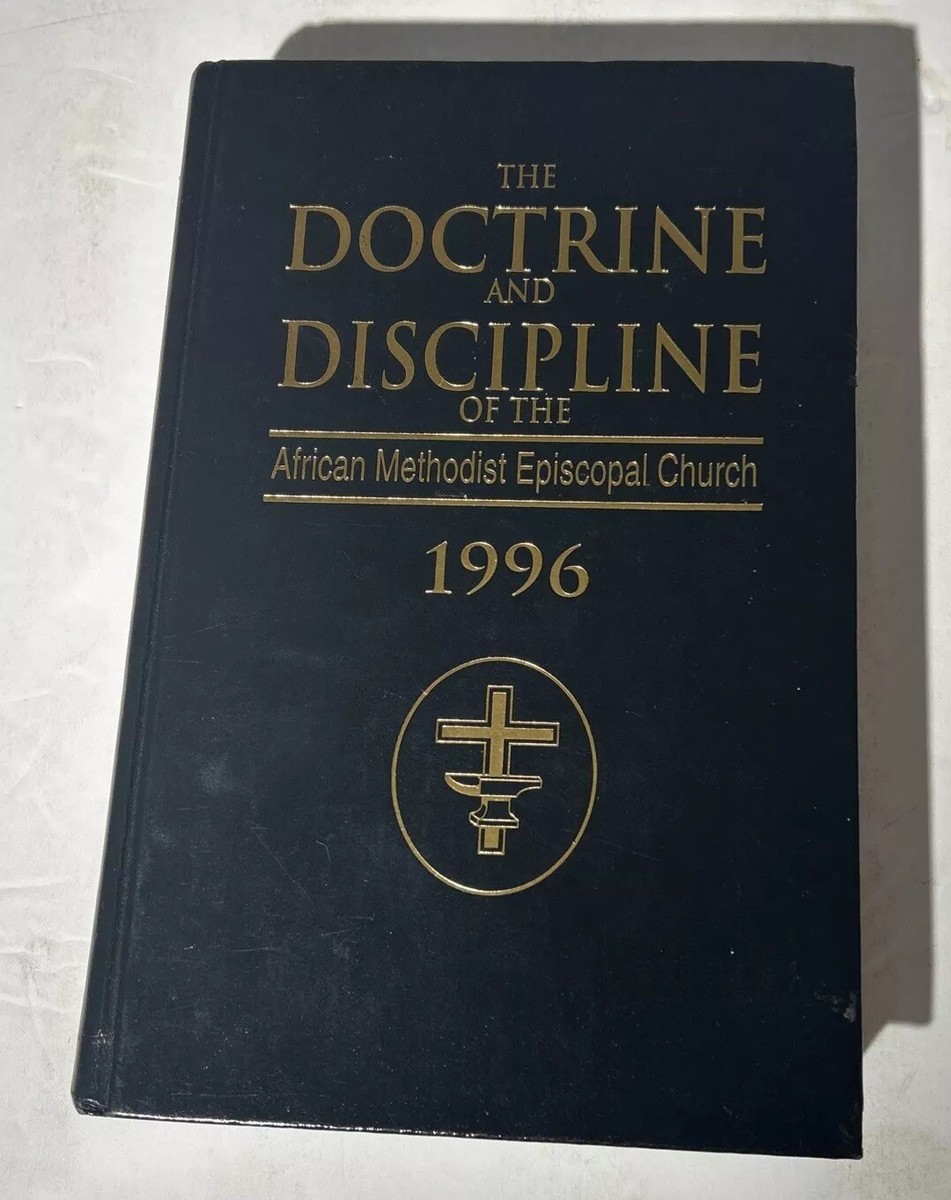 THE
DOCTRINE
AND
DISCIPLINE
OF THE
African Methodist Episcopal Church
1996